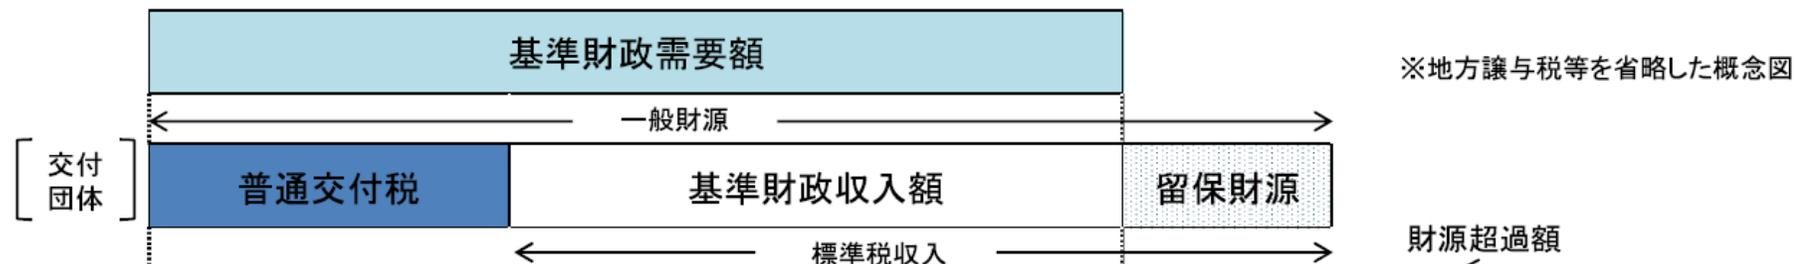 基準財政需要額
※地方譲与税等を省略した概念図
一般財源
交付
団体
普通交付税
基準財政収入額
留保財源
財源超過額
標準税収入